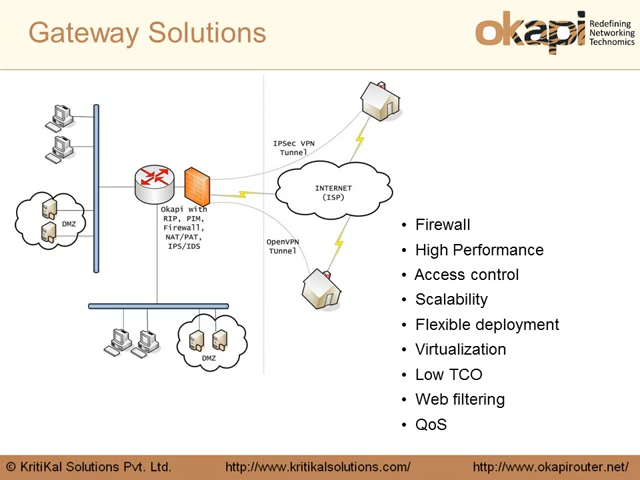 Gateway Solutions
okapi
Redefining
Networking
Technomics
IPSec VPN
Tunnel
INTERNET
(ISP)
Okapi with
RIP, PIM,
Firewall,
NAT/PAT,
IPS/IDS
OpenVPN
Tunnel
DMZ
DMZ
• Firewall
• High Performance
• Access control
• Scalability
• Flexible deployment
• Virtualization
• Low TCO
• Web filtering
• QoS
© KritiKal Solutions Pvt. Ltd. http://www.kritikalsolutions.com/ http://www.okapirouter.net/